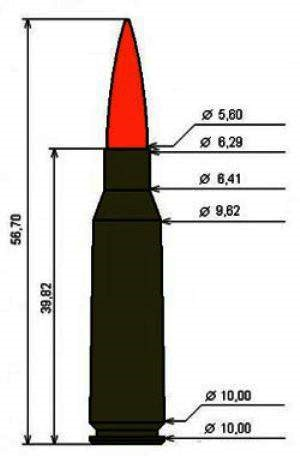 Ø 5,60
Ø 6,29
Ø 6,41
Ø 9,62
56,70
39,82
Ø 10,00
Ø 10,00